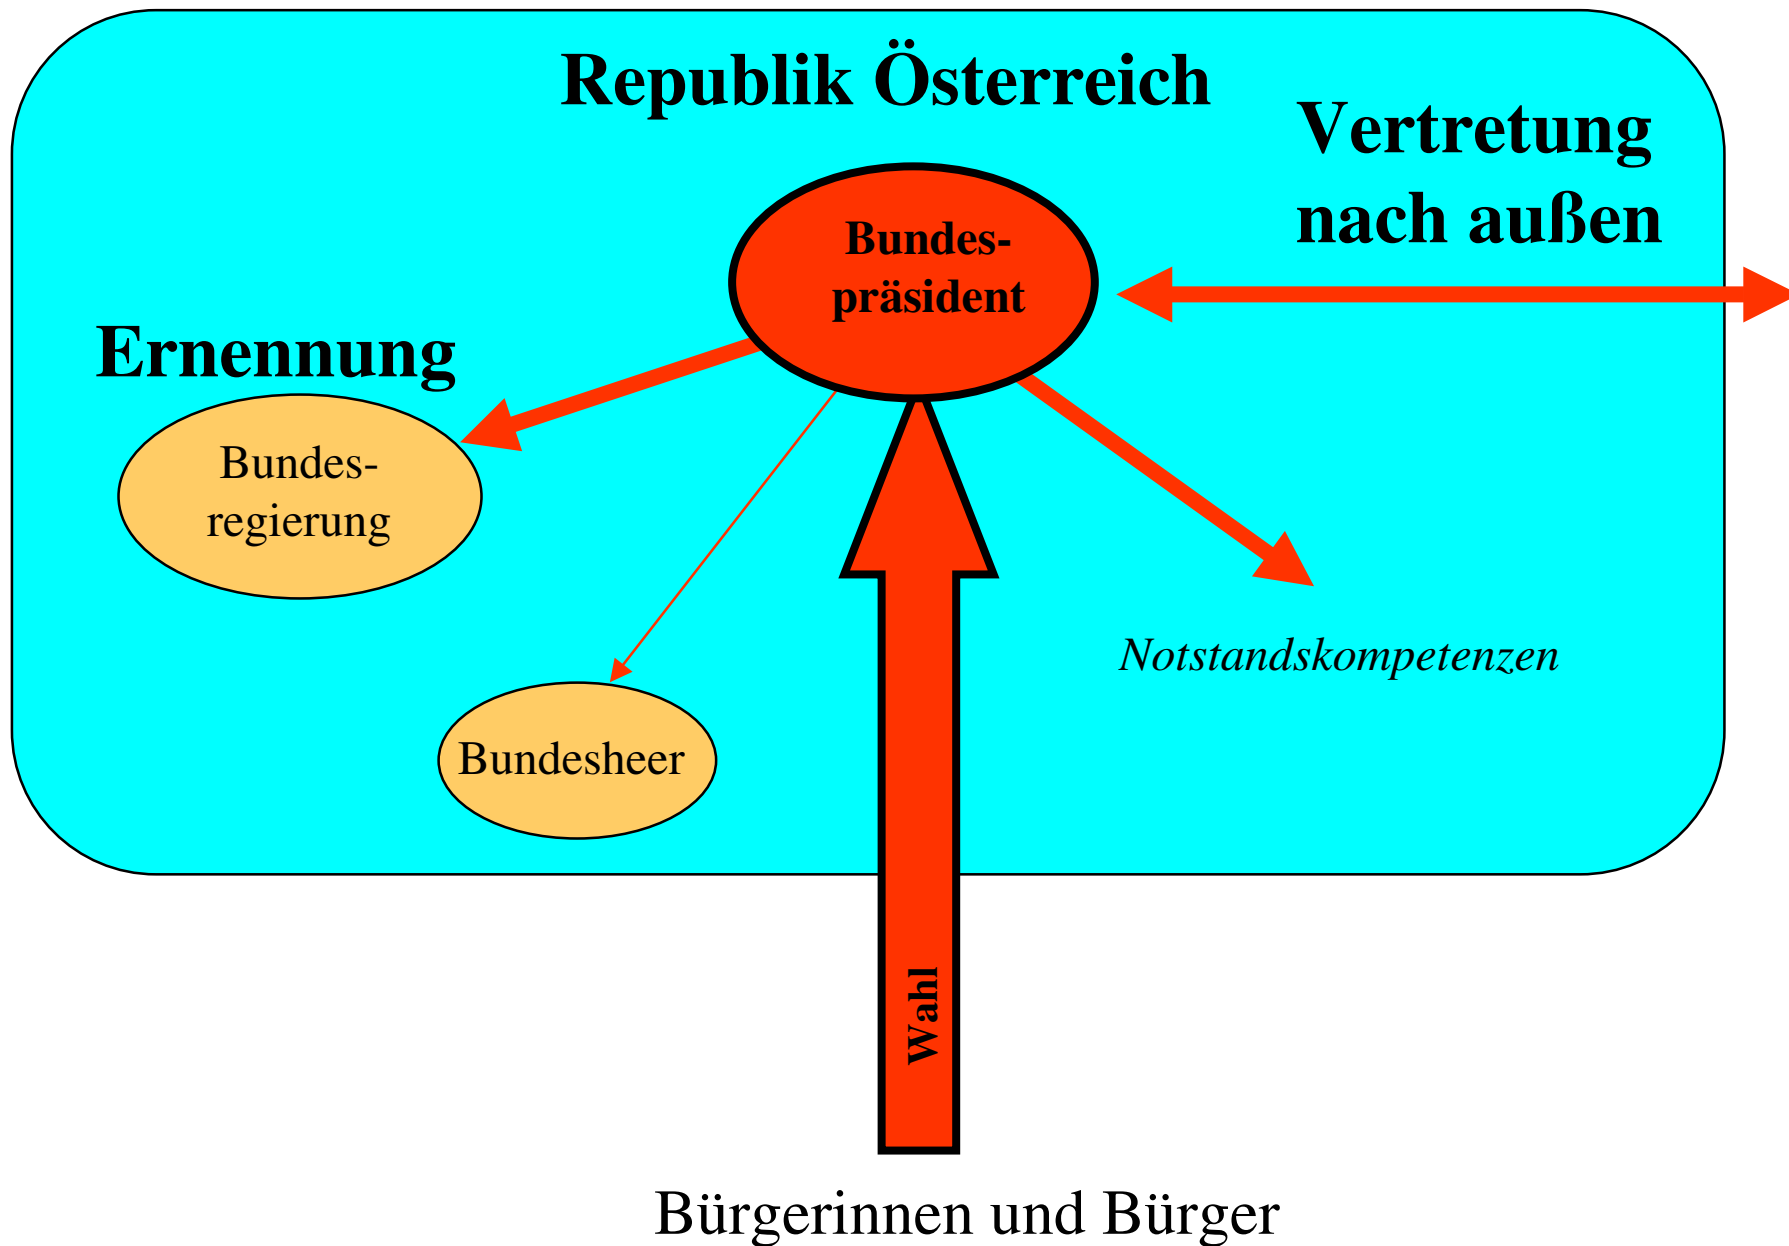 Republik Österreich
Vertretung
nach außen
Bundes-
präsident
Ernennung
Bundes-
regierung
Notstandskompetenzen
Bundesheer
Wahl
Bürgerinnen und Bürger